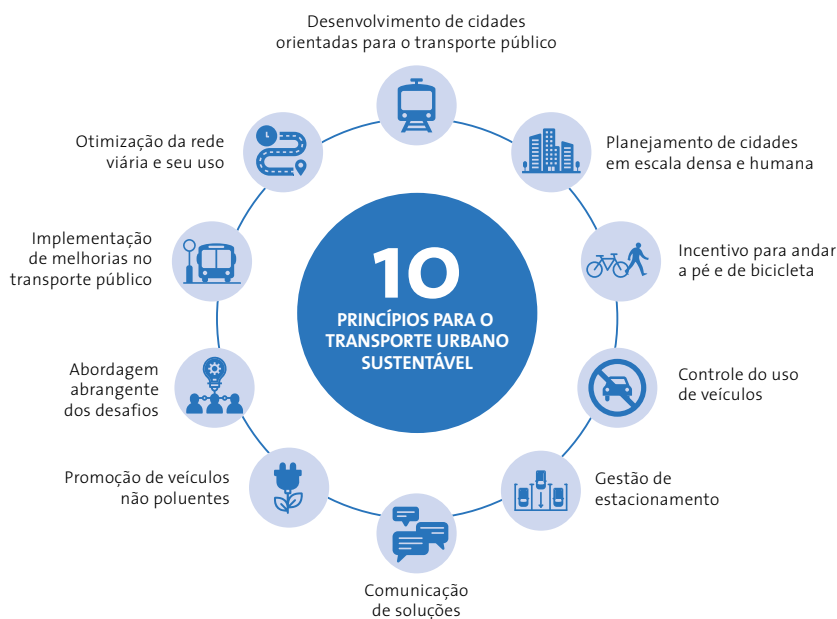 Desenvolvimento de cidades
orientadas para o transporte público
Planejamento de cidades
em escala densa e humana
Incentivo para andar
a pé e de bicicleta
Controle do uso
de veículos
Gestão de
estacionamento
Comunicação
de soluções
Promoção de veículos
não poluentes
Abordagem
abrangente
dos desafios
Implementação
de melhorias no
transporte público
Otimização da rede
viária e seu uso
10
PRINCÍPIOS PARA O
TRANSPORTE URBANO
SUSTENTÁVEL